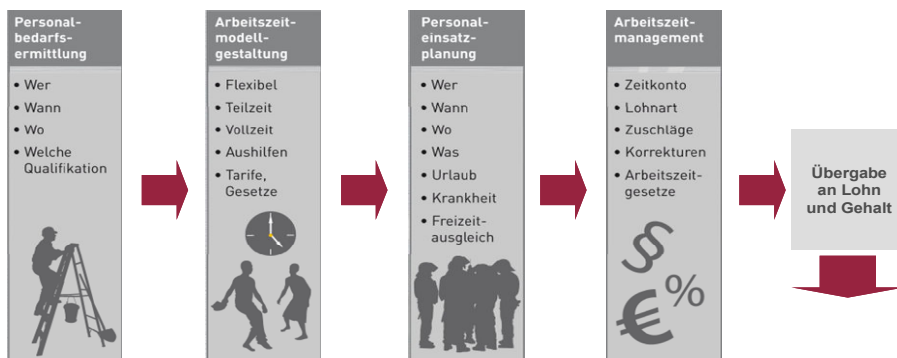 Personal-
bedarfs-
ermittlung
• Wer
• Wann
• Wo
• Welche
Qualifikation
Arbeitszeit-
modell-
gestaltung
• Flexibel
• Teilzeit
• Vollzeit
• Aushilfen
• Tarife,
Gesetze
Personal-
einsatz-
planung
• Wer
• Wann
• Wo
• Was
• Urlaub
• Krankheit
• Freizeit-
ausgleich
Arbeitszeit-
management
• Zeitkonto
• Lohnart
• Zuschläge
• Korrekturen
• Arbeitszeit-
gesetze
§
€%
Übergabe
an Lohn
und Gehalt